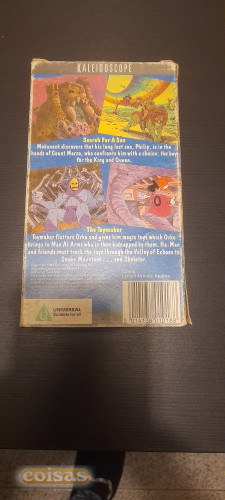 KALEIDOSCOPE
Search For A Son
Mekaneck discovers that his long lost son, Philip, is in the
hands of Count Marzo, who confronts him with a choice: the boy
for the King and Queen.
The Toymaker
Toymaker flatters Orko and gives him magic toys which Orko
brings to Man At Arms who is then kidnapped by them. He-Man
and friends must track the toys through the Valley of Echoes to
Snake Mountain . . . and Skeletor.
U
UNIVERSAL
coisas